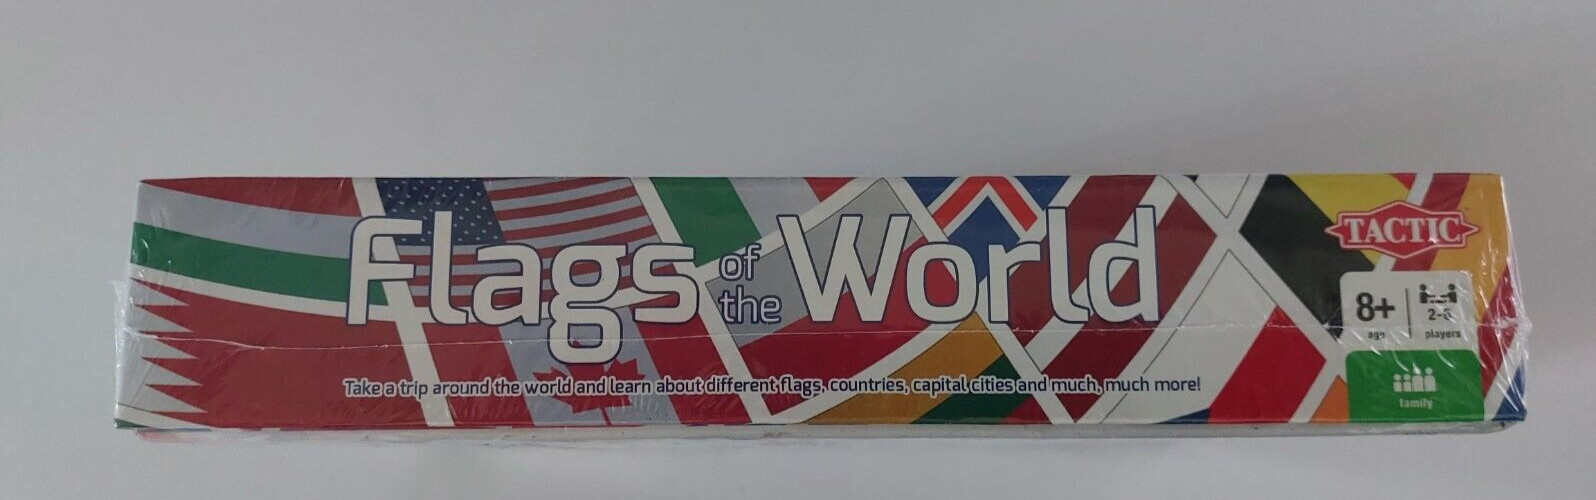 Flags of the World
Take a trip around the world and learn about different flags, countries, capital cities and much, much more!
TACTIC
8+
age
players
family